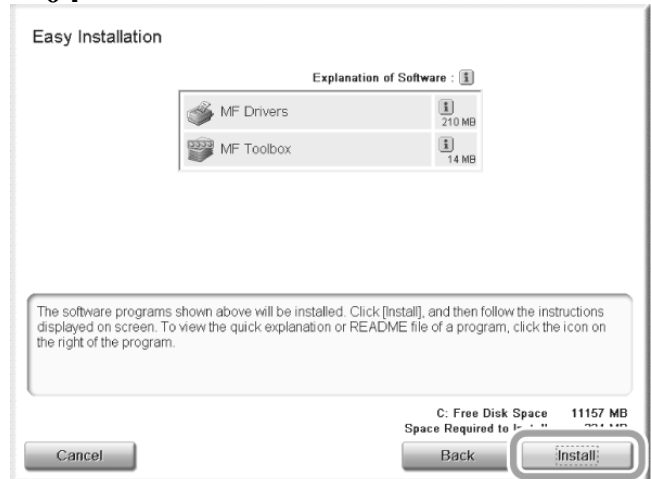 Easy Installation
Explanation of Software : i
MF Drivers
i
210 MB
MF Toolbox
i
14 MB
The software programs shown above will be installed. Click [Install], and then follow the instructions
displayed on screen. To view the quick explanation or README file of a program, click the icon on
the right of the program.
C: Free Disk Space 11157 MB
Space Required to
Cancel
Back
Install